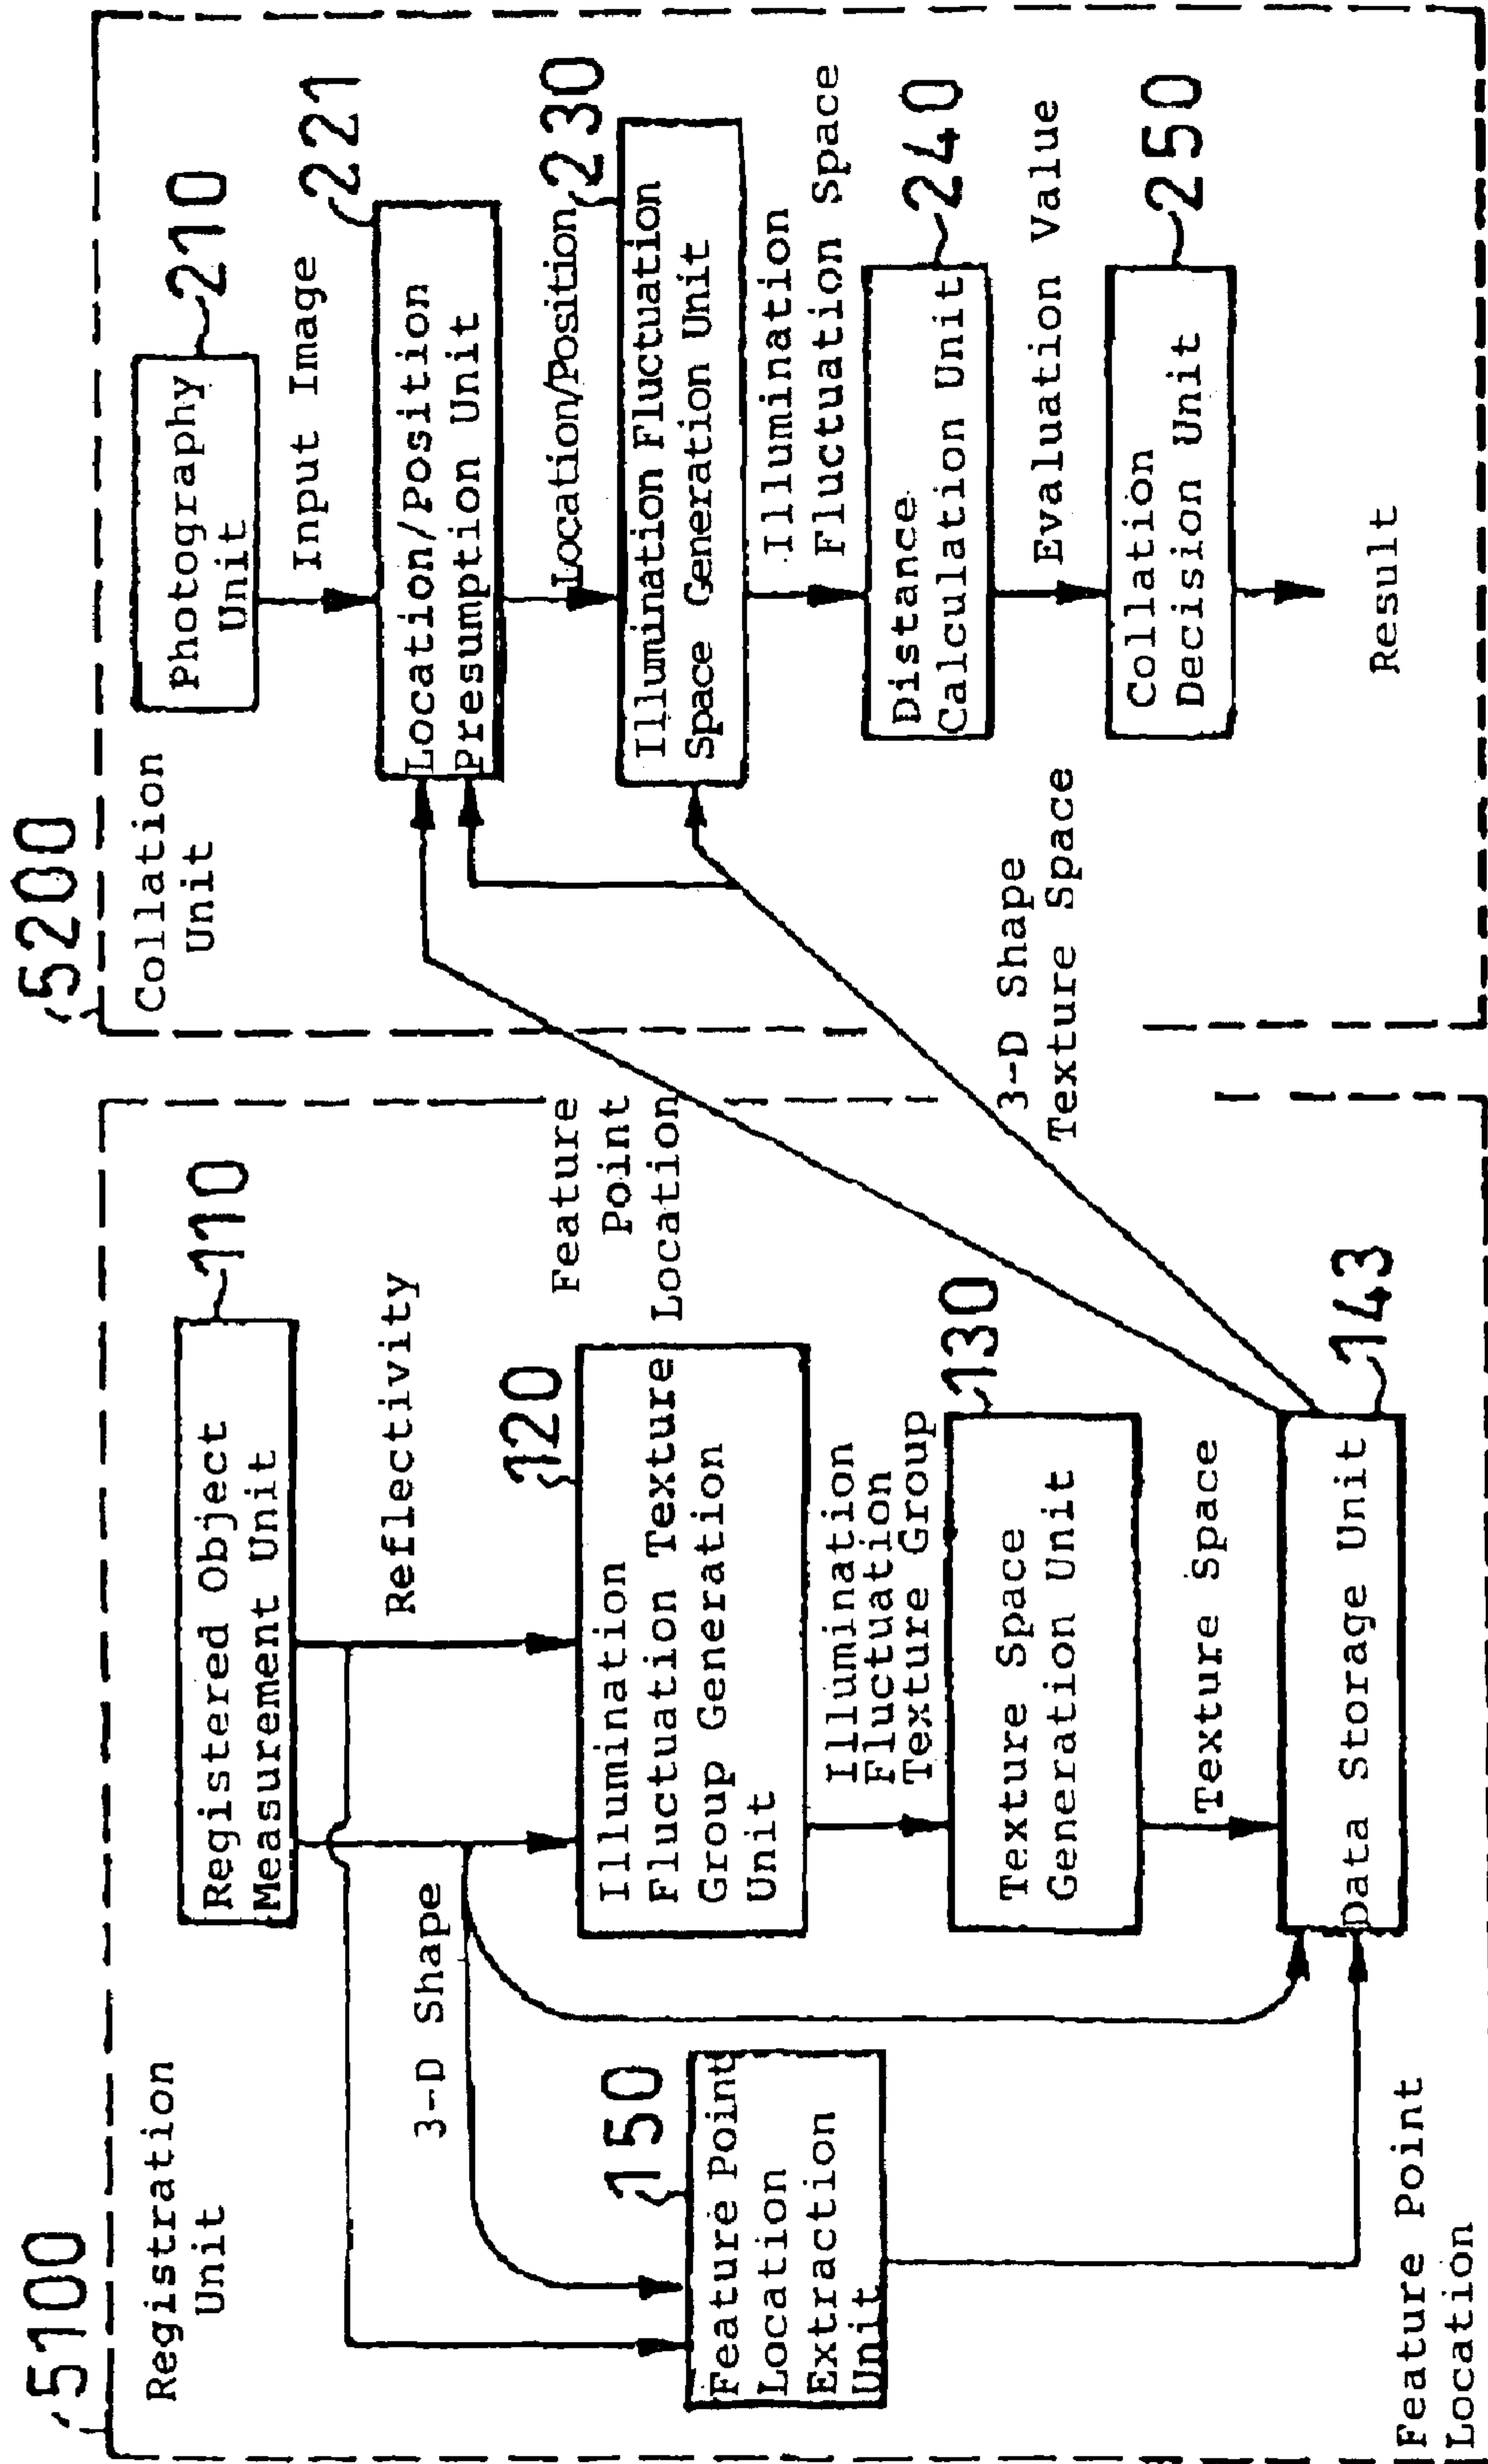 5100
Registration
Unit
Registered Object
Measurement Unit
110
3-D Shape
Reflectivity
150
Feature Point
Location
Extraction
Unit
120
Illumination
Fluctuation Texture
Group Generation
Unit
Illumination
Fluctuation
Texture Group
130
Texture Space
Generation Unit
Texture Space
Data Storage Unit
143
Feature Point
Location
Feature
Point
Location
3-D Shape
Texture Space
5200
Collation
Unit
Photography
Unit
210
Input Image
221
Location/Position
Presumption Unit
Location/Position
230
Illumination Fluctuation
Space Generation Unit
Illumination
Fluctuation Space
Distance
Calculation Unit
240
Evaluation Value
Collation
Decision Unit
250
Result